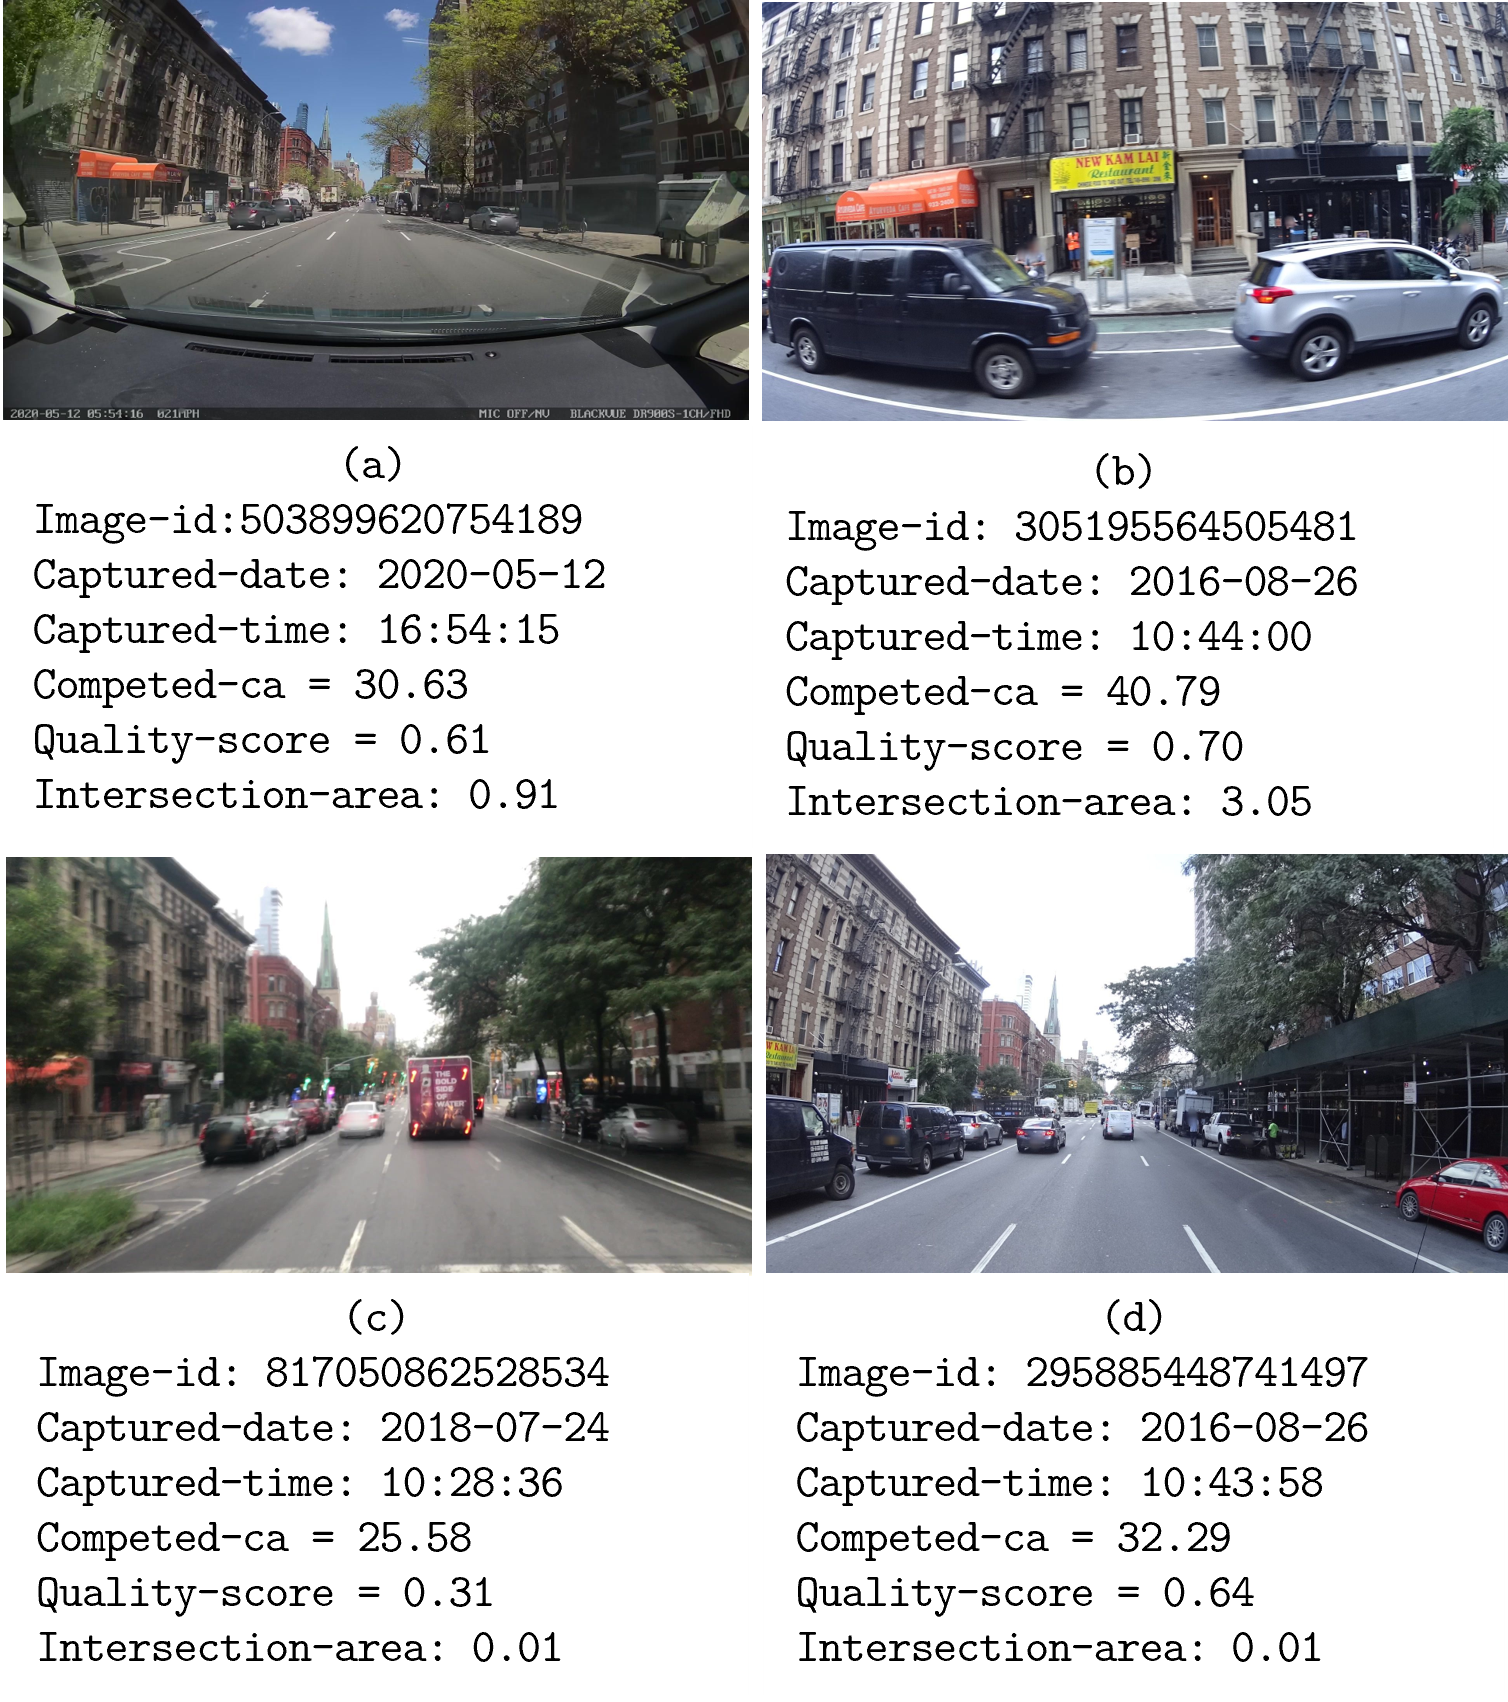 2020-05-12 05:54:16 021MPH MIC OFF/NV BLACKVUE DR900S-1CH/FHD
NEW KAM LAI
Restaurant
AYURVEDA CAFE
(a)
Image-id:503899620754189
Captured-date: 2020-05-12
Captured-time: 16:54:15
Competed-ca = 30.63
Quality-score = 0.61
Intersection-area: 0.91
(b)
Image-id: 305195564505481
Captured-date: 2016-08-26
Captured-time: 10:44:00
Competed-ca = 40.79
Quality-score = 0.70
Intersection-area: 3.05
THE
BOLD
SIDE
OF
WATER
W KAM LAI
Restaurant
(c)
Image-id: 817050862528534
Captured-date: 2018-07-24
Captured-time: 10:28:36
Competed-ca = 25.58
Quality-score = 0.31
Intersection-area: 0.01
(d)
Image-id: 295885448741497
Captured-date: 2016-08-26
Captured-time: 10:43:58
Competed-ca = 32.29
Quality-score = 0.64
Intersection-area: 0.01